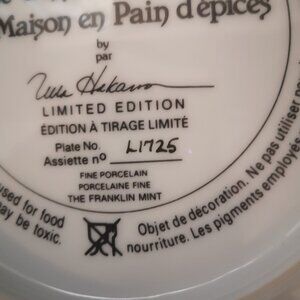 Maison en Pain d'épices
by
par
LIMITED EDITION
ÉDITION À TIRAGE LIMITÉ
Plate No.
Assiette nº L1725
FINE PORCELAIN
PORCELAINE FINE
THE FRANKLIN MINT
used for food
may be toxic.
Objet de décoration. Ne pas utiliser
nourriture. Les pigments employés